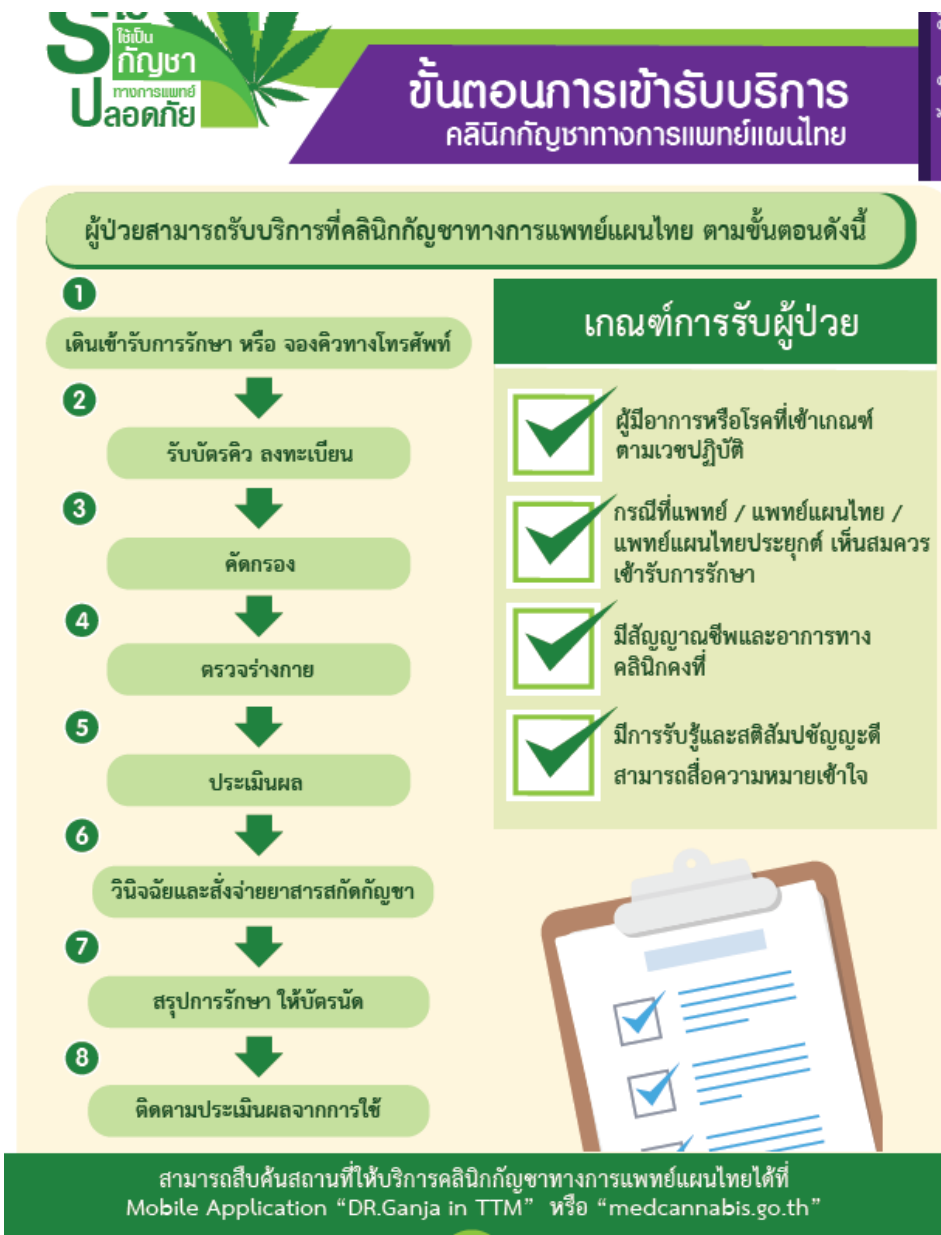 ใช้เป็น
กัญชา
ทางการแพทย์
ปลอดภัย
ขั้นตอนการเข้ารับบริการ
คลินิกกัญชาทางการแพทย์แผนไทย
ผู้ป่วยสามารถรับบริการที่คลินิกกัญชาทางการแพทย์แผนไทย ตามขั้นตอนดังนี้
1
เดินเข้ารับการรักษา หรือ จองคิวทางโทรศัพท์
2
รับบัตรคิว ลงทะเบียน
3
คัดกรอง
4
ตรวจร่างกาย
5
ประเมินผล
6
วินิจฉัยและสั่งจ่ายยาสารสกัดกัญชา
7
สรุปการรักษา ให้บัตรนัด
8
ติดตามประเมินผลจากการใช้
เกณฑ์การรับผู้ป่วย
ผู้มีอาการหรือโรคที่เข้าเกณฑ์
ตามเวชปฏิบัติ
กรณีที่แพทย์ / แพทย์แผนไทย /
แพทย์แผนไทยประยุกต์ เห็นสมควร
เข้ารับการรักษา
มีสัญญาณชีพและอาการทาง
คลินิกคงที่
มีการรับรู้และสติสัมปชัญญะดี
สามารถสื่อความหมายเข้าใจ
สามารถสืบค้นสถานที่ให้บริการคลินิกกัญชาทางการแพทย์แผนไทยได้ที่
Mobile Application “DR.Ganja in TTM” หรือ “medcannabis.go.th”